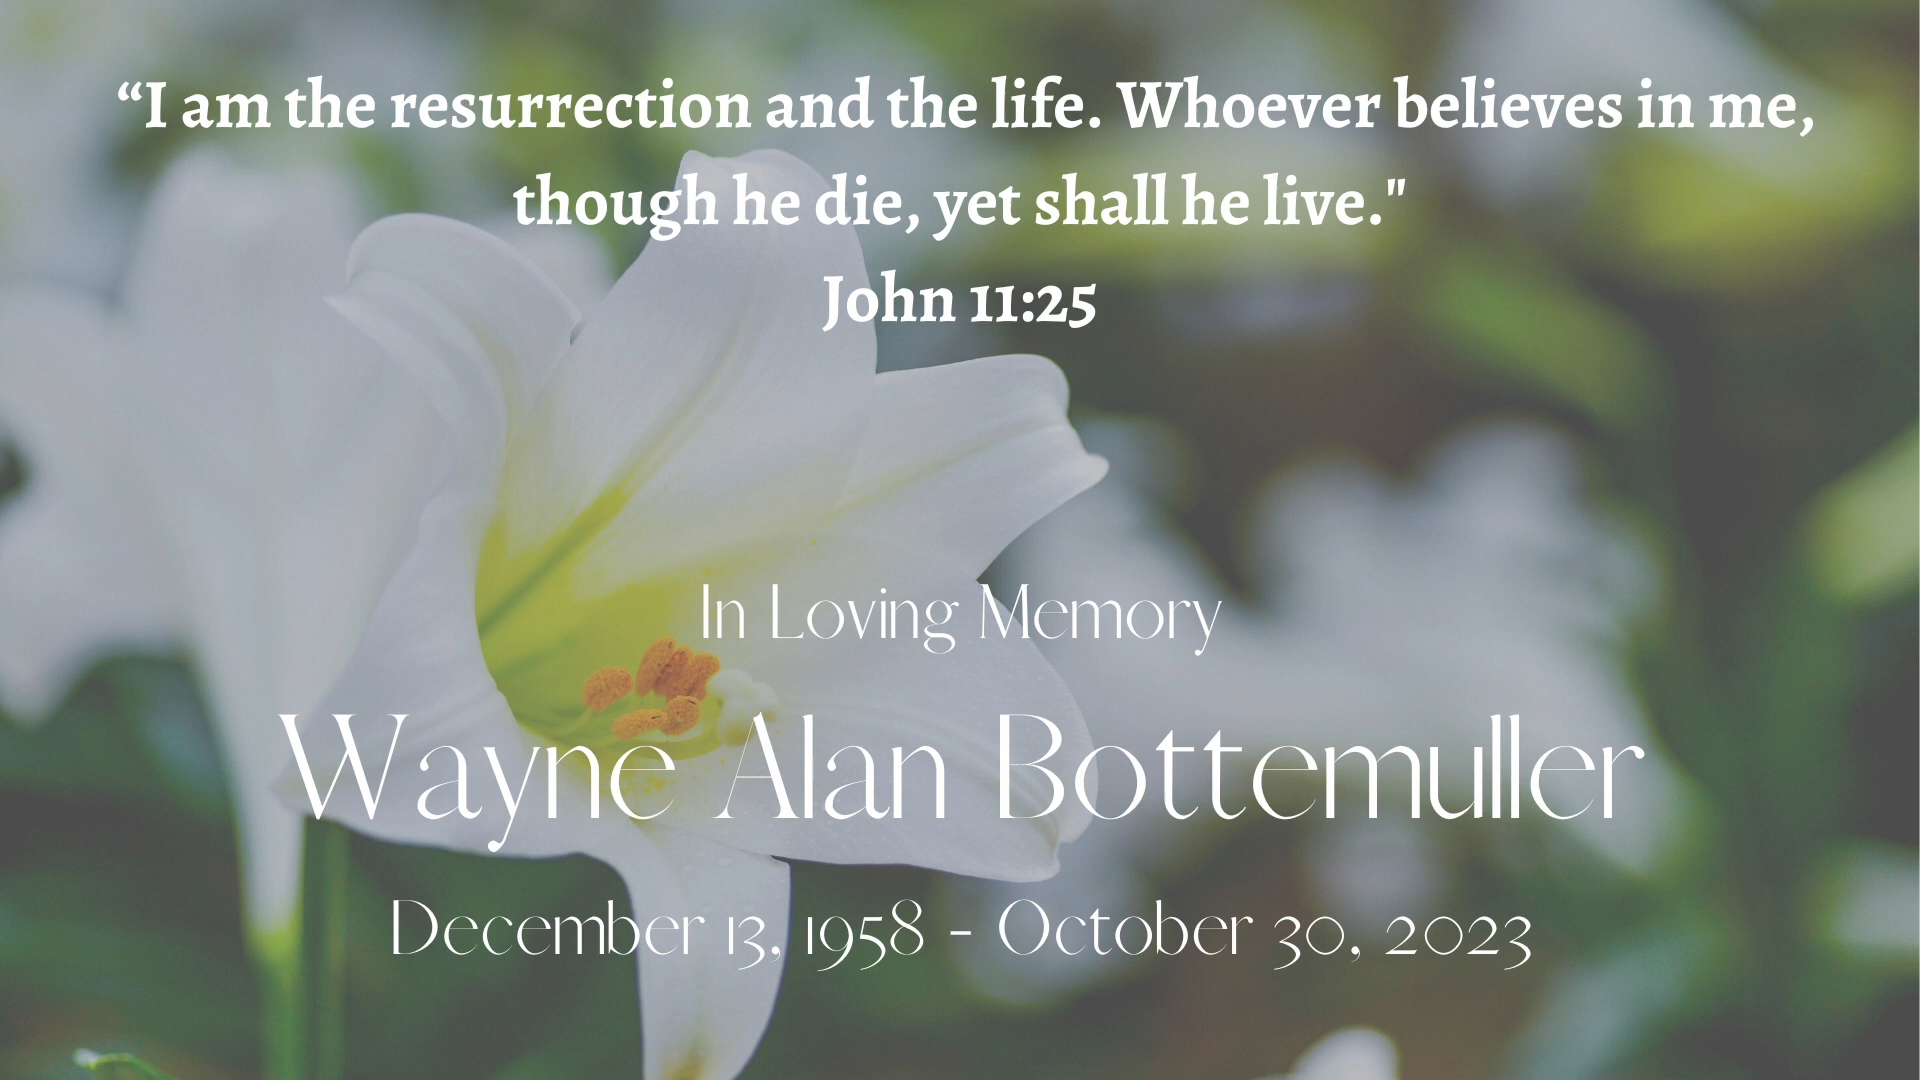 “I am the resurrection and the life. Whoever believes in me,
though he die, yet shall he live."
John 11:25
In Loving Memory
Wayne Alan Bottemuller
December 13, 1958 - October 30, 2023